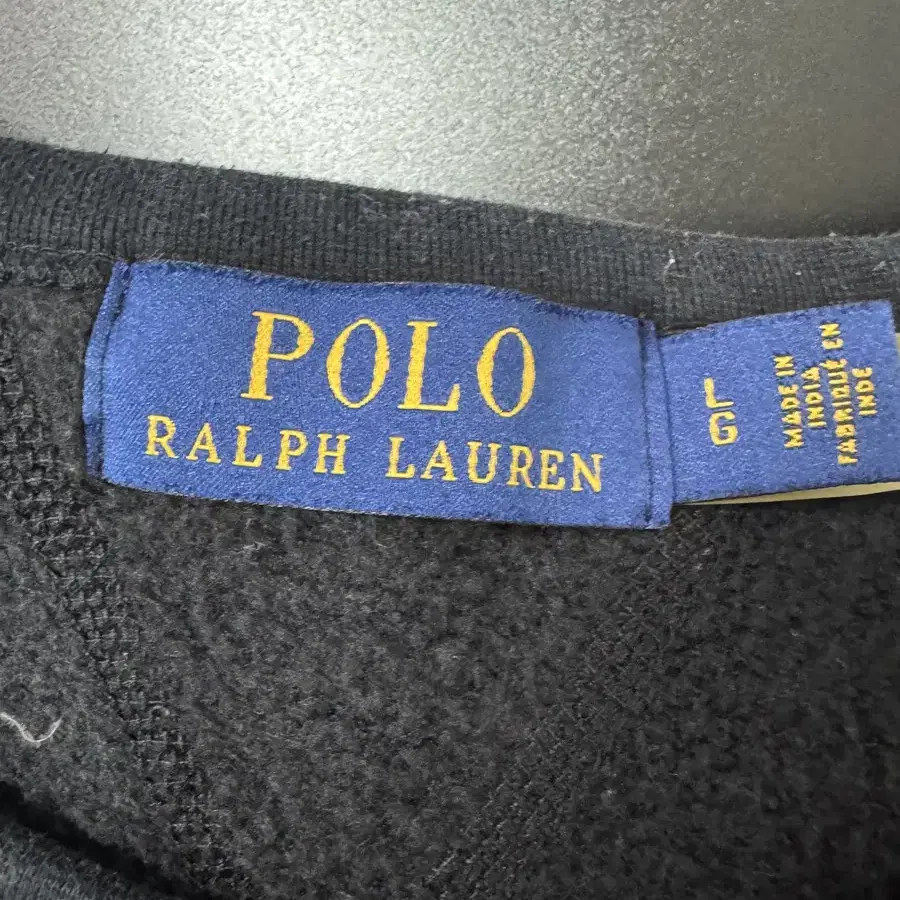 POLO
RALPH LAUREN
L
G
MADE IN
INDIA
FABRIQUÉ EN
INDE